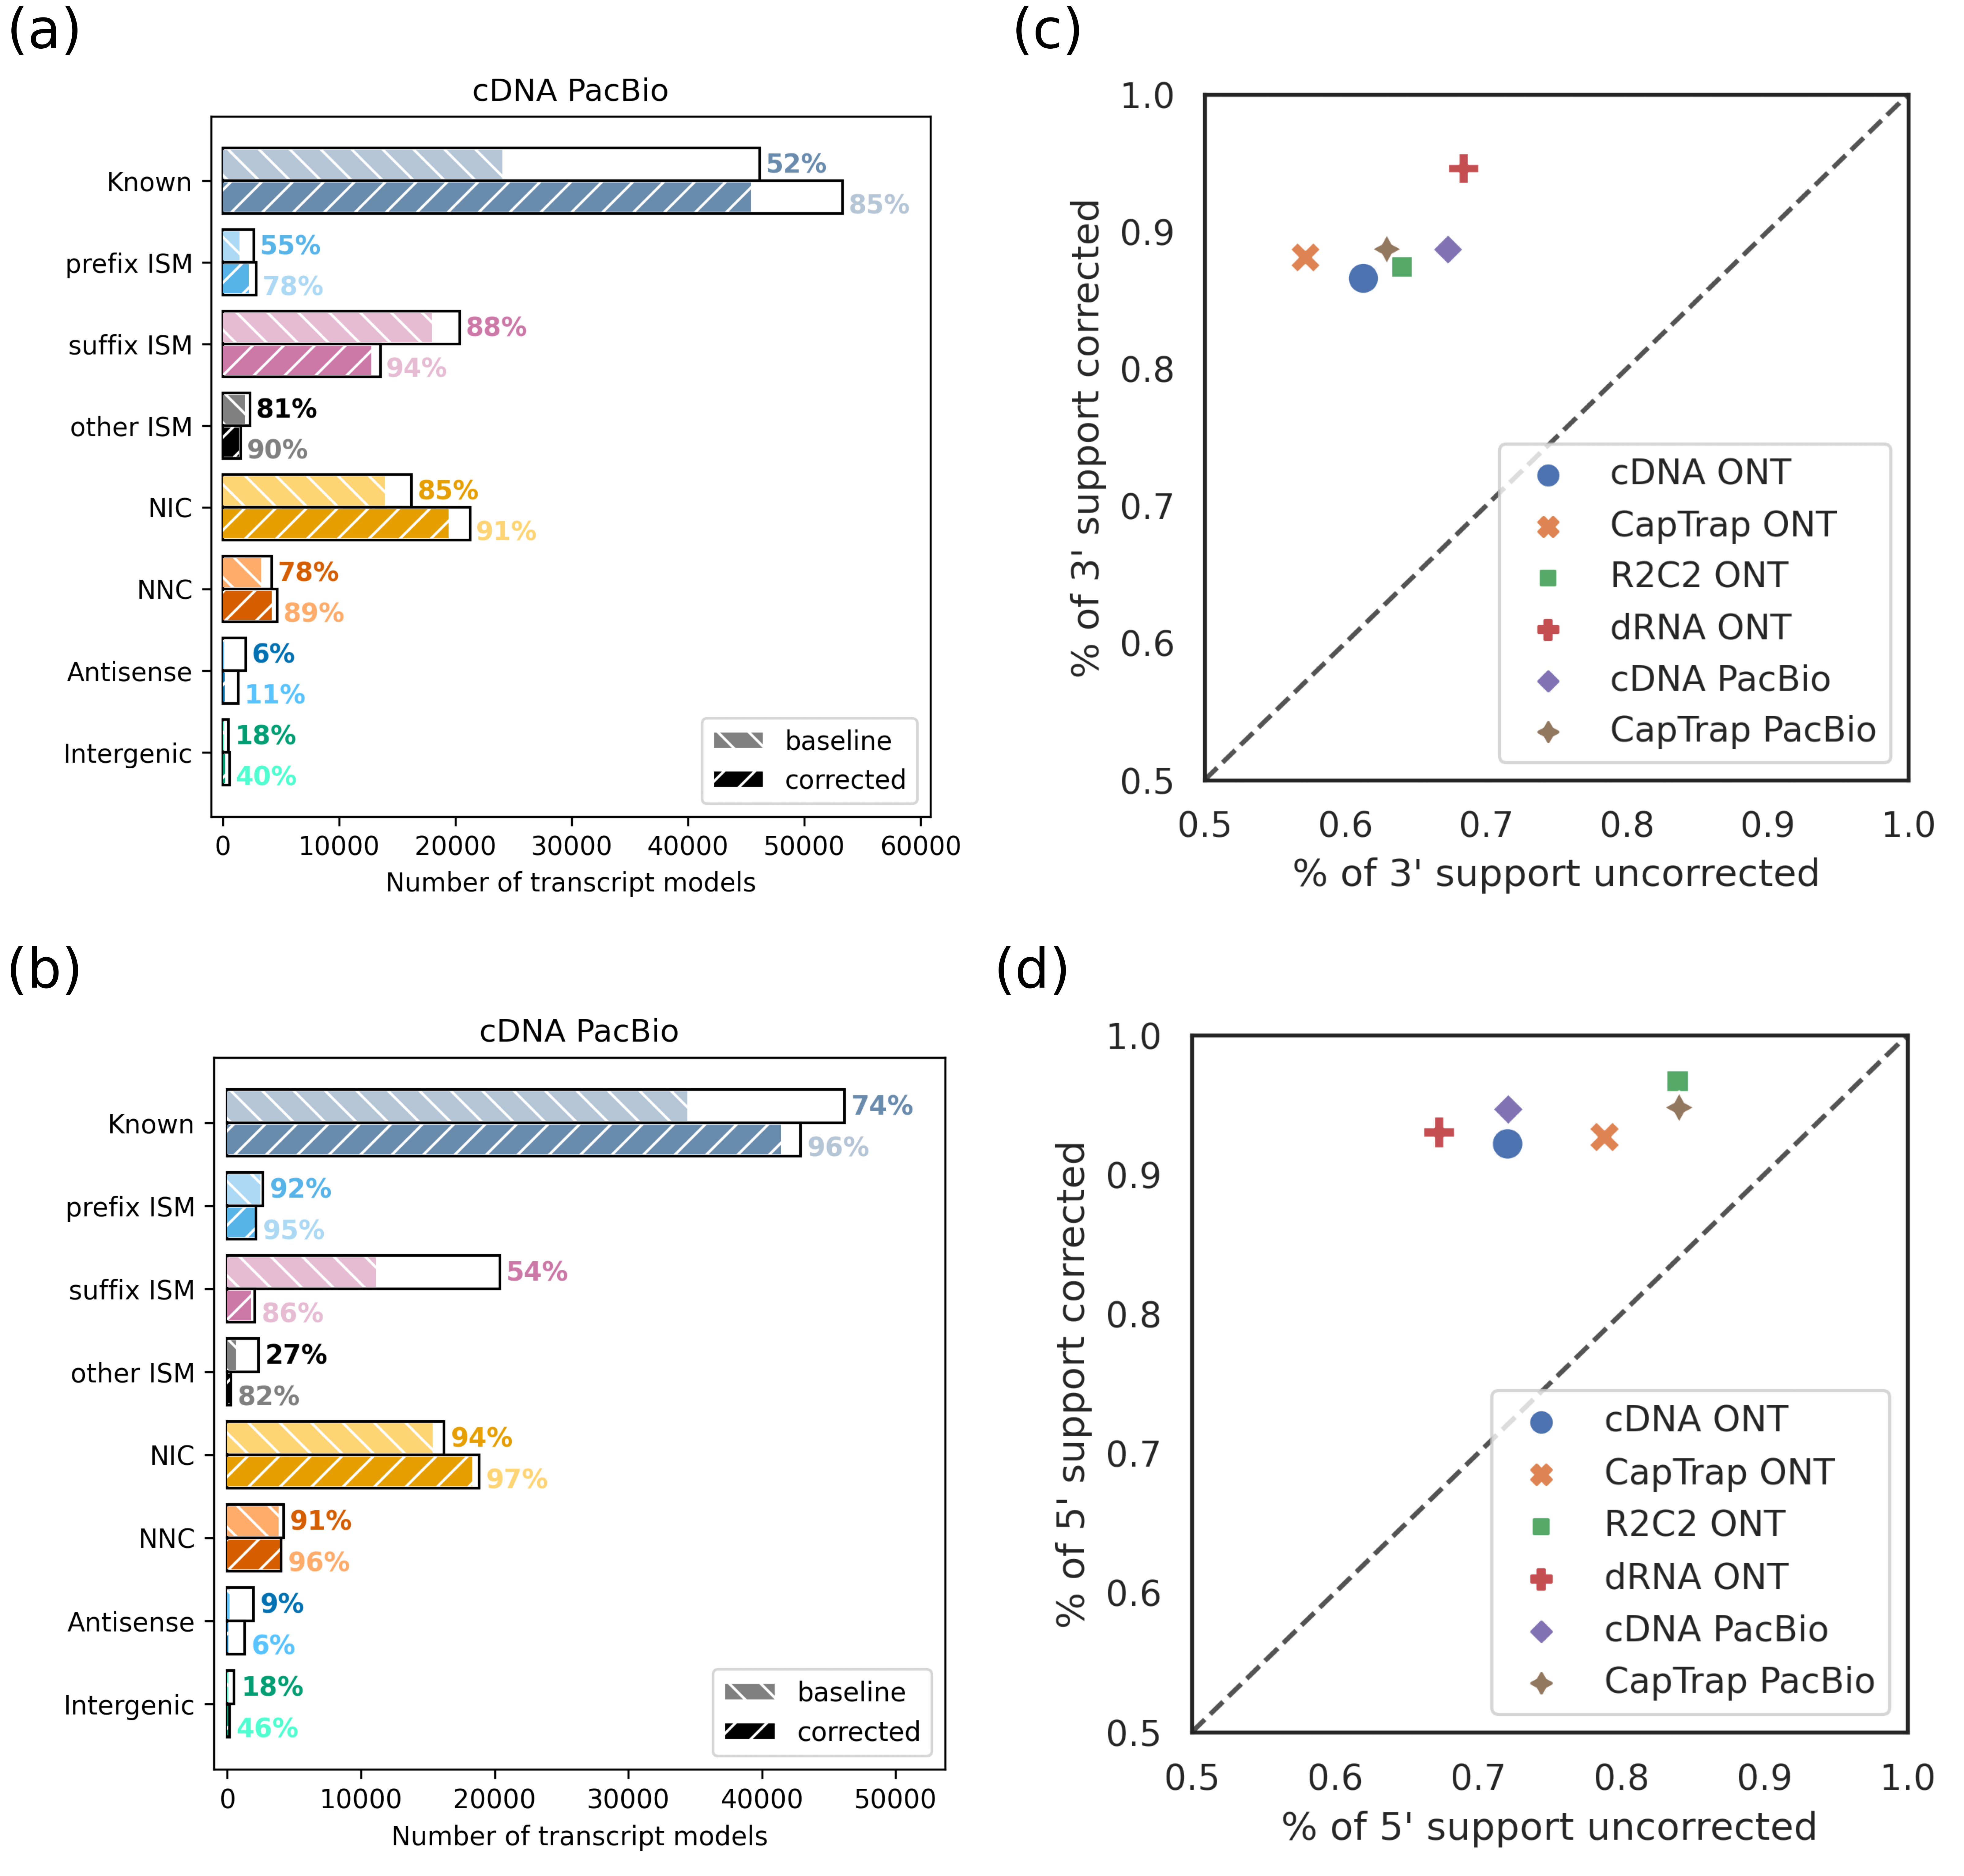 (a)
cDNA PacBio
Known
52%
85%
prefix ISM
55%
78%
suffix ISM
88%
94%
other ISM
81%
90%
NIC
85%
91%
NNC
78%
89%
Antisense
6%
11%
Intergenic
18%
40%
baseline
corrected
0 10000 20000 30000 40000 50000 60000
Number of transcript models
(c)
1.0
0.9
0.8
0.7
0.6
0.5
% of 3' support corrected
cDNA ONT
CapTrap ONT
R2C2 ONT
dRNA ONT
cDNA PacBio
CapTrap PacBio
0.5 0.6 0.7 0.8 0.9 1.0
% of 3' support uncorrected
(b)
cDNA PacBio
Known
74%
96%
prefix ISM
92%
95%
suffix ISM
54%
86%
other ISM
27%
82%
NIC
94%
97%
NNC
91%
96%
Antisense
9%
6%
Intergenic
18%
46%
baseline
corrected
0 10000 20000 30000 40000 50000
Number of transcript models
(d)
1.0
0.9
0.8
0.7
0.6
0.5
% of 5' support corrected
cDNA ONT
CapTrap ONT
R2C2 ONT
dRNA ONT
cDNA PacBio
CapTrap PacBio
0.5 0.6 0.7 0.8 0.9 1.0
% of 5' support uncorrected